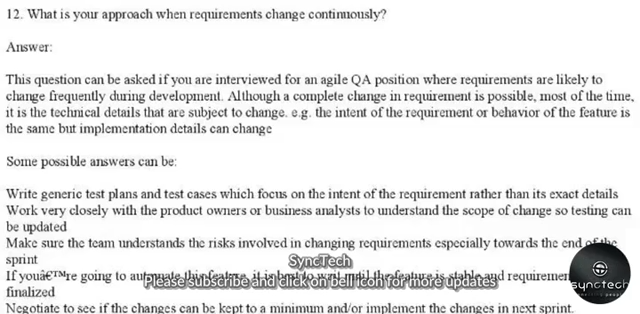 12. What is your approach when requirements change continuously?
Answer:
This question can be asked if you are interviewed for an agile QA position where requirements are likely to
change frequently during development. Although a complete change in requirement is possible, most of the time,
it is the technical details that are subject to change. e.g. the intent of the requirement or behavior of the feature is
the same but implementation details can change
Some possible answers can be:
Write generic test plans and test cases which focus on the intent of the requirement rather than its exact details
Work very closely with the product owners or business analysts to understand the scope of change so testing can
be updated
Make sure the team understands the risks involved in changing requirements especially towards the end of the
sprint
SyncTech
If youâ€™re going to automate this feature, it is best to wait until the feature is stable and
Please subscribe and click on bell icon for more updates
finalized
Negotiate to see if the changes can be kept to a minimum and/or implement the changes in next sprint.
synctech